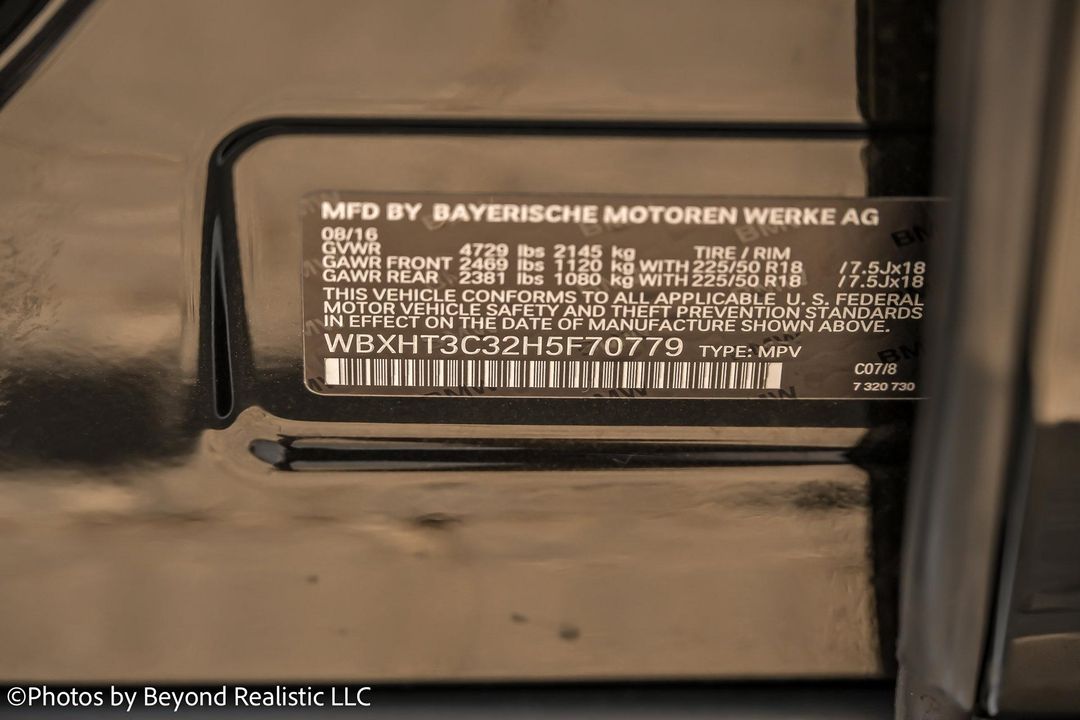 MFD BY BAYERISCHE MOTOREN WERKE AG
08/16
GVWR 4729 lbs 2145 kg TIRE / RIM
GAWR FRONT 2469 lbs 1120 kg WITH 225/50 R18 /7.5Jx18
GAWR REAR 2381 lbs 1080 kg WITH 225/50 R18 /7.5Jx18
THIS VEHICLE CONFORMS TO ALL APPLICABLE U.S. FEDERAL
MOTOR VEHICLE SAFETY AND THEFT PREVENTION STANDARDS
IN EFFECT ON THE DATE OF MANUFACTURE SHOWN ABOVE.
WBXHT3C32H5F70779 TYPE: MPV
C07/8
7 320 730
©Photos by Beyond Realistic LLC